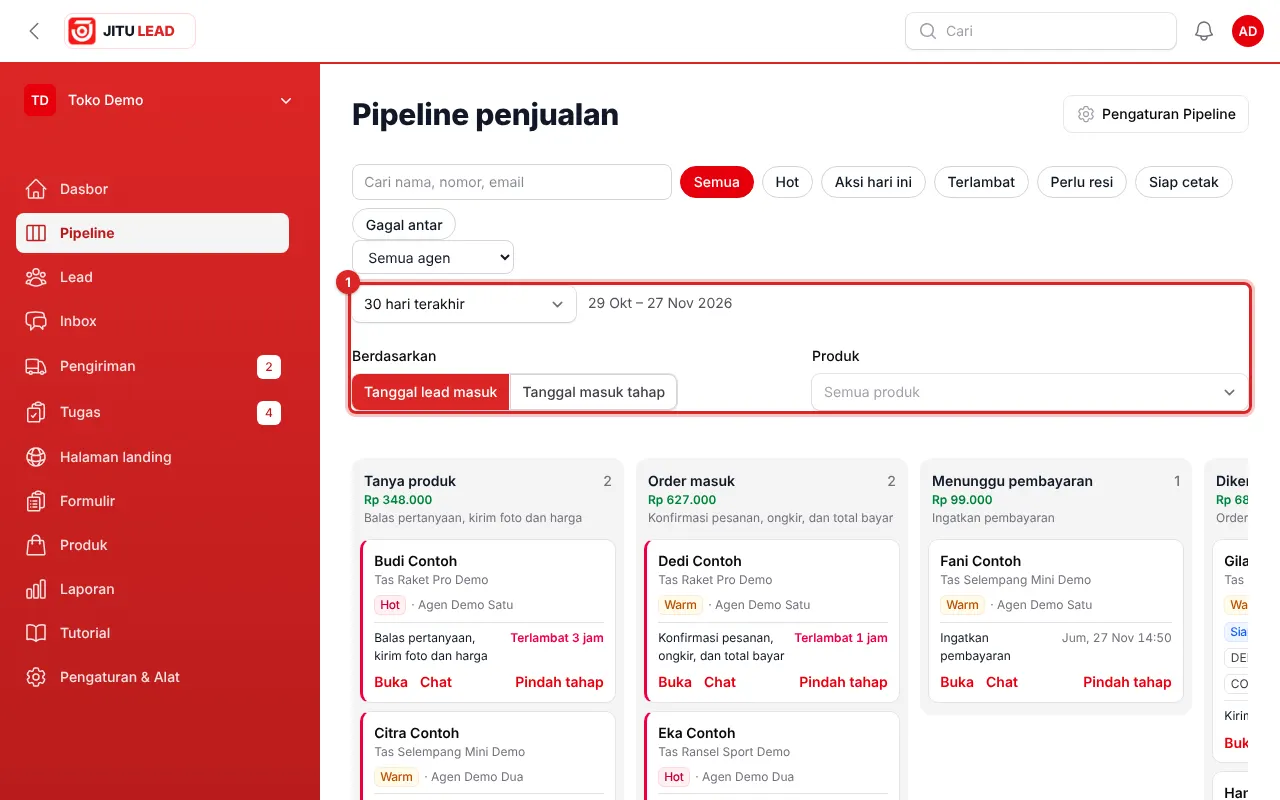 JITU LEAD
Cari
AD
TD Toko Demo
Dasbor
Pipeline
Lead
Inbox
Pengiriman 2
Tugas 4
Halaman landing
Formulir
Produk
Laporan
Tutorial
Pengaturan & Alat
Pipeline penjualan
Pengaturan Pipeline
Cari nama, nomor, email
Semua Hot Aksi hari ini Terlambat Perlu resi Siap cetak
Gagal antar
Semua agen
1
30 hari terakhir 29 Okt – 27 Nov 2026
Berdasarkan
Tanggal lead masuk Tanggal masuk tahap
Produk
Semua produk
Tanya produk 2
Rp 348.000
Balas pertanyaan, kirim foto dan harga
Budi Contoh
Tas Raket Pro Demo
Hot · Agen Demo Satu
Balas pertanyaan, Terlambat 3 jam
kirim foto dan harga
Buka Chat Pindah tahap
Citra Contoh
Tas Selempang Mini Demo
Warm · Agen Demo Dua
Order masuk 2
Rp 627.000
Konfirmasi pesanan, ongkir, dan total bayar
Dedi Contoh
Tas Raket Pro Demo
Warm · Agen Demo Satu
Konfirmasi pesanan, Terlambat 1 jam
ongkir, dan total bayar
Buka Chat Pindah tahap
Eka Contoh
Tas Ransel Sport Demo
Hot · Agen Demo Dua
Menunggu pembayaran 1
Rp 99.000
Ingatkan pembayaran
Fani Contoh
Tas Selempang Mini Demo
Warm · Agen Demo Satu
Ingatkan Jum, 27 Nov 14:50
pembayaran
Buka Chat Pindah tahap
Rp 68
Tas